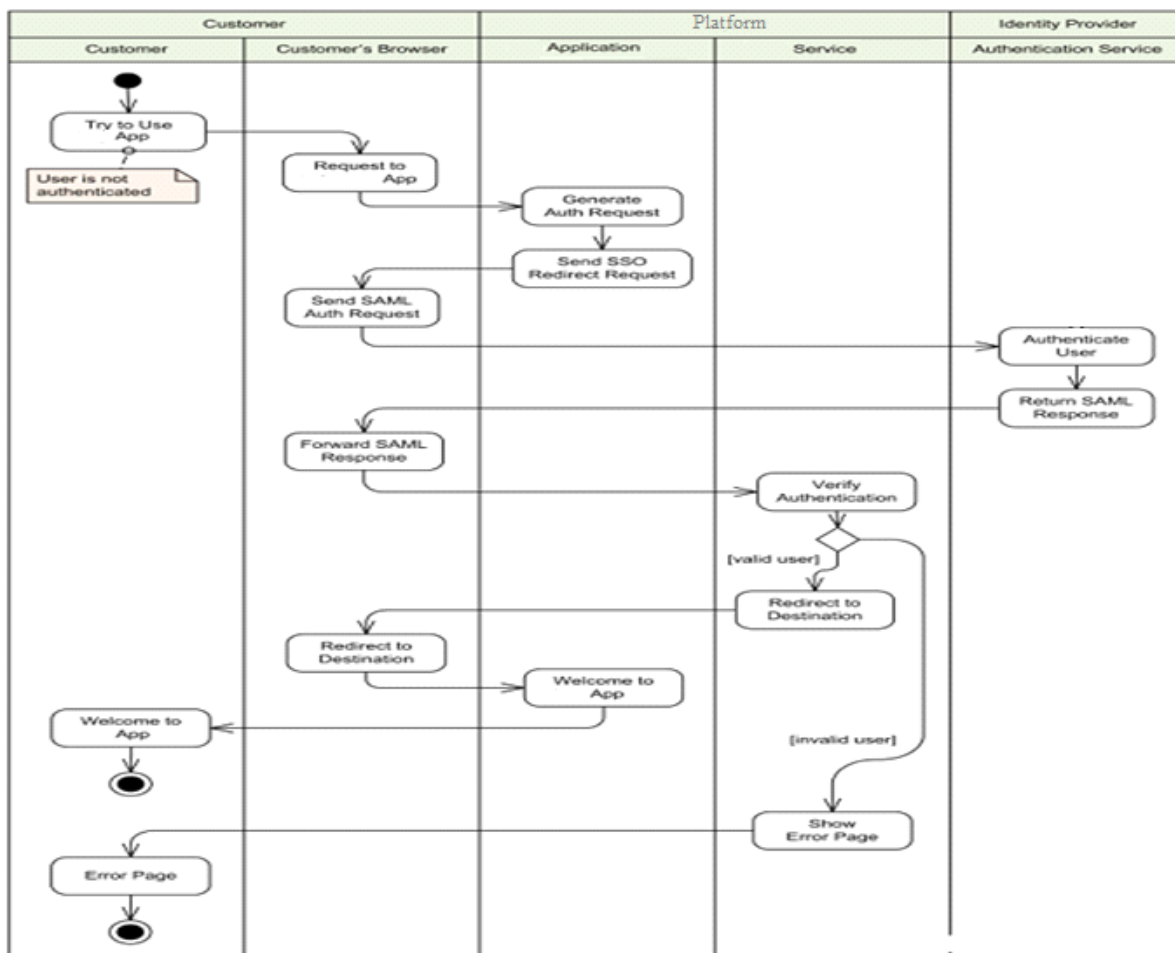 Customer
Platform
Identity Provider
Customer
Customer's Browser
Application
Service
Authentication Service
Try to Use
App
User is not
authenticated
Request to
App
Generate
Auth Request
Send SSO
Redirect Request
Send SAML
Auth Request
Authenticate
User
Return SAML
Response
Forward SAML
Response
Verify
Authentication
[valid user]
Redirect to
Destination
Redirect to
Destination
Welcome to
App
Welcome to
App
[invalid user]
Show
Error Page
Error Page